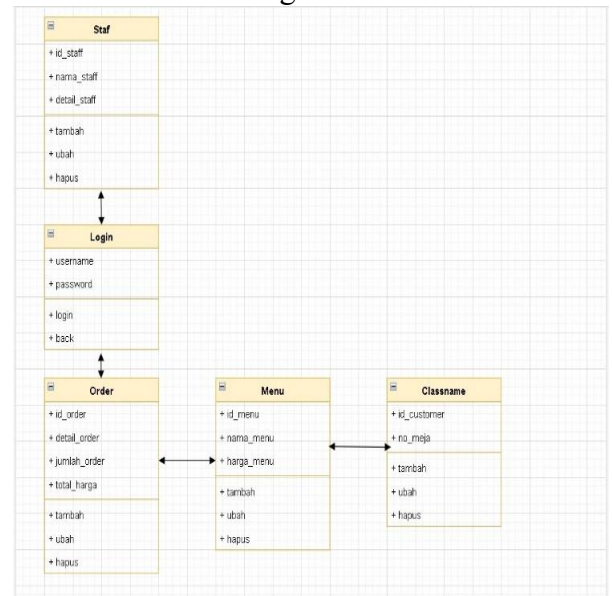 Staf
+ id_staff
+ nama_staff
+ detail_staff
+ tambah
+ ubah
+ hapus
Login
+ username
+ password
+ login
+ back
Order
+ id_order
+ detail_order
+ jumlah_order
+ total_harga
+ tambah
+ ubah
+ hapus
Menu
+ id_menu
+ nama_menu
+ harga_menu
+ tambah
+ ubah
+ hapus
Classname
+ id_customer
+ no_meja
+ tambah
+ ubah
+ hapus